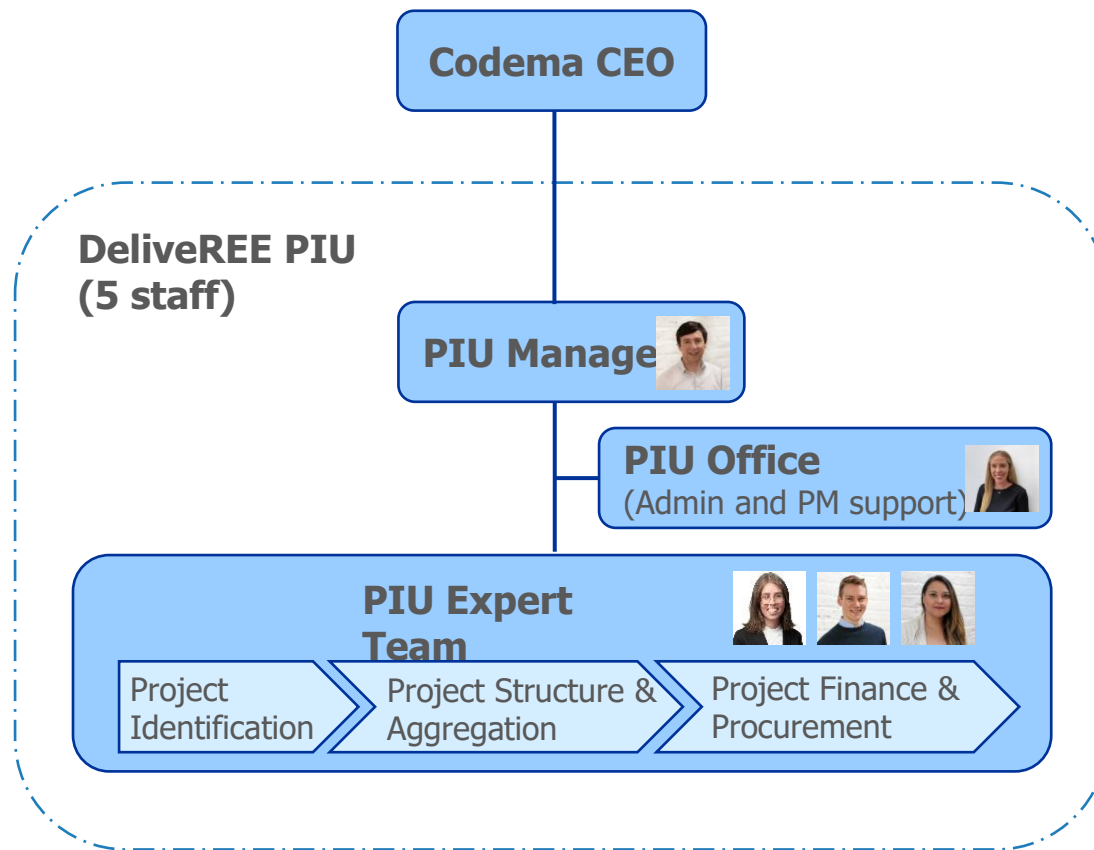 Codema CEO
DeliveREE PIU
(5 staff)
PIU Manage
PIU Office
(Admin and PM support)
PIU Expert
Team
Project
Identification
Project Structure &
Aggregation
Project Finance &
Procurement